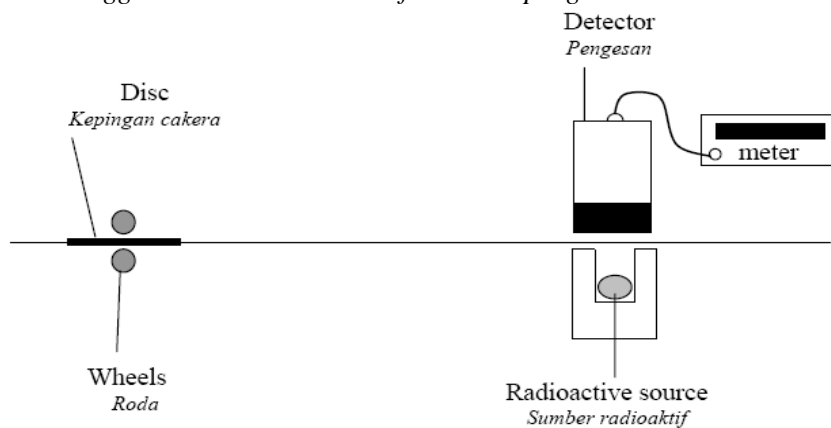 Detector
Pengesan
Disc
Kepingan cakera
meter
Wheels
Roda
Radioactive source
Sumber radioaktif